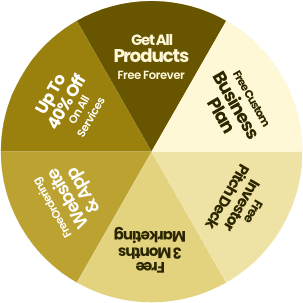 Get All
Products
Free Forever
Free Custom
Business
Plan
Free
Investor
Pitch Deck
Free
3 Months
Marketing
Free Ordering
Website
& App
Up To
40% Off
On All
Services